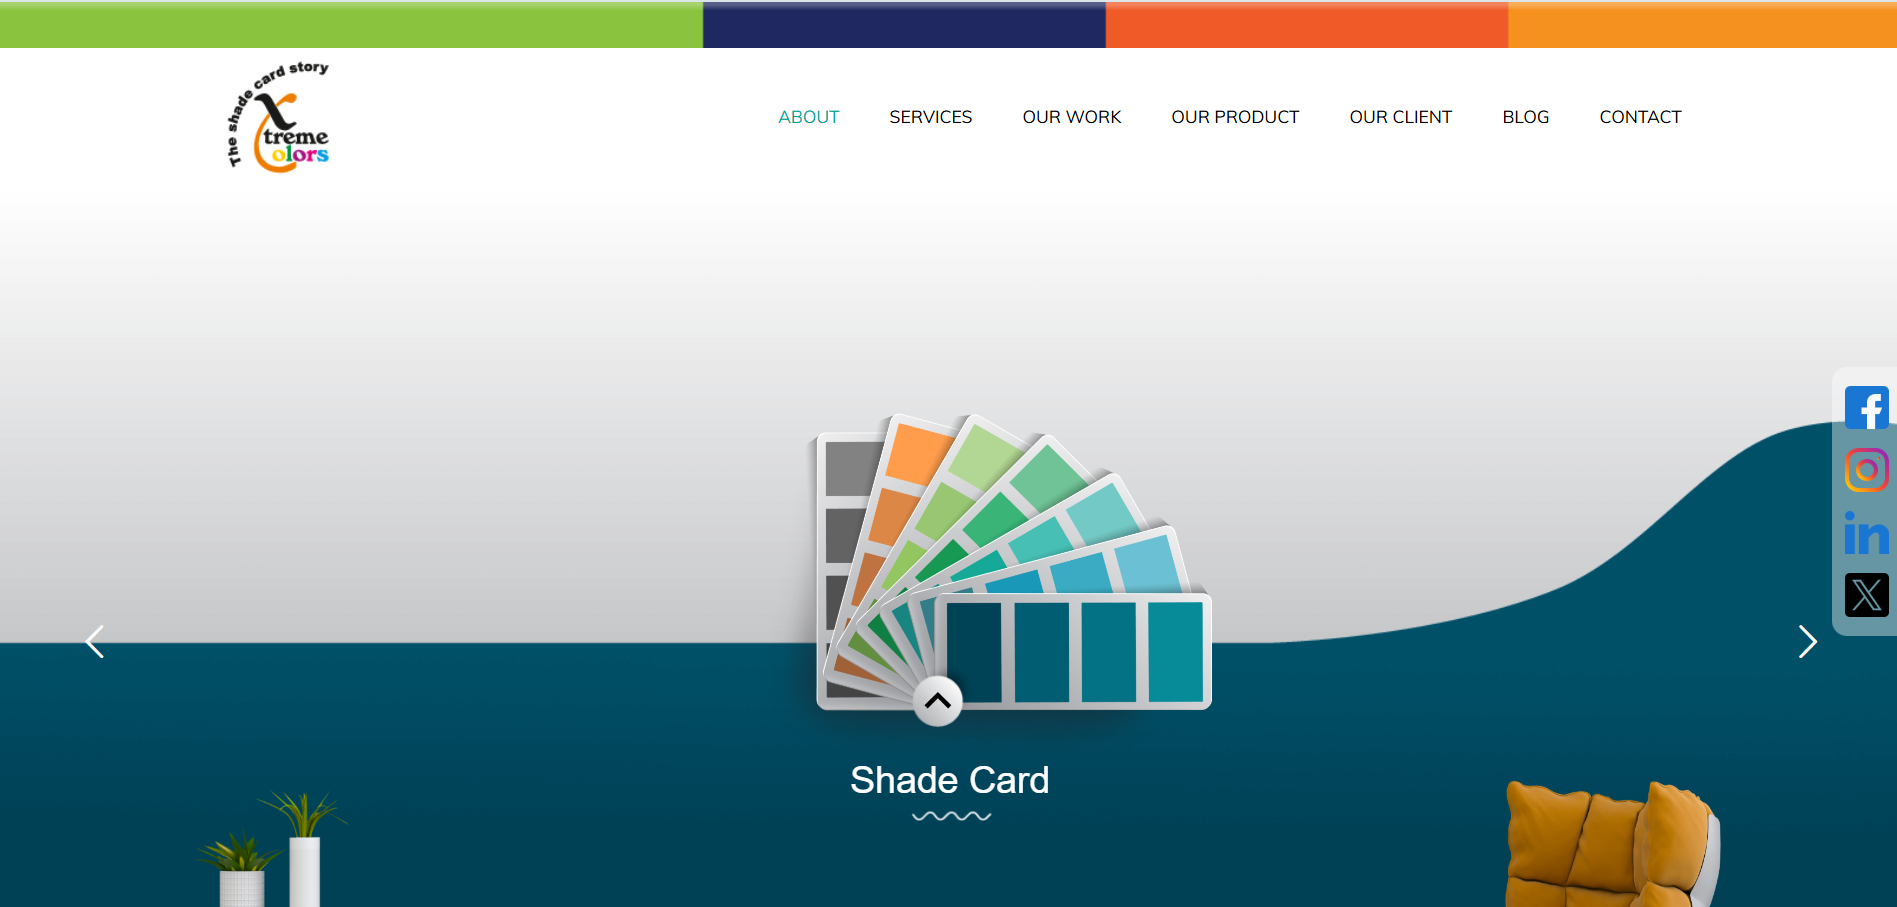 The shade card story
Xtreme
Colors
ABOUT SERVICES OUR WORK OUR PRODUCT OUR CLIENT BLOG CONTACT
Shade Card